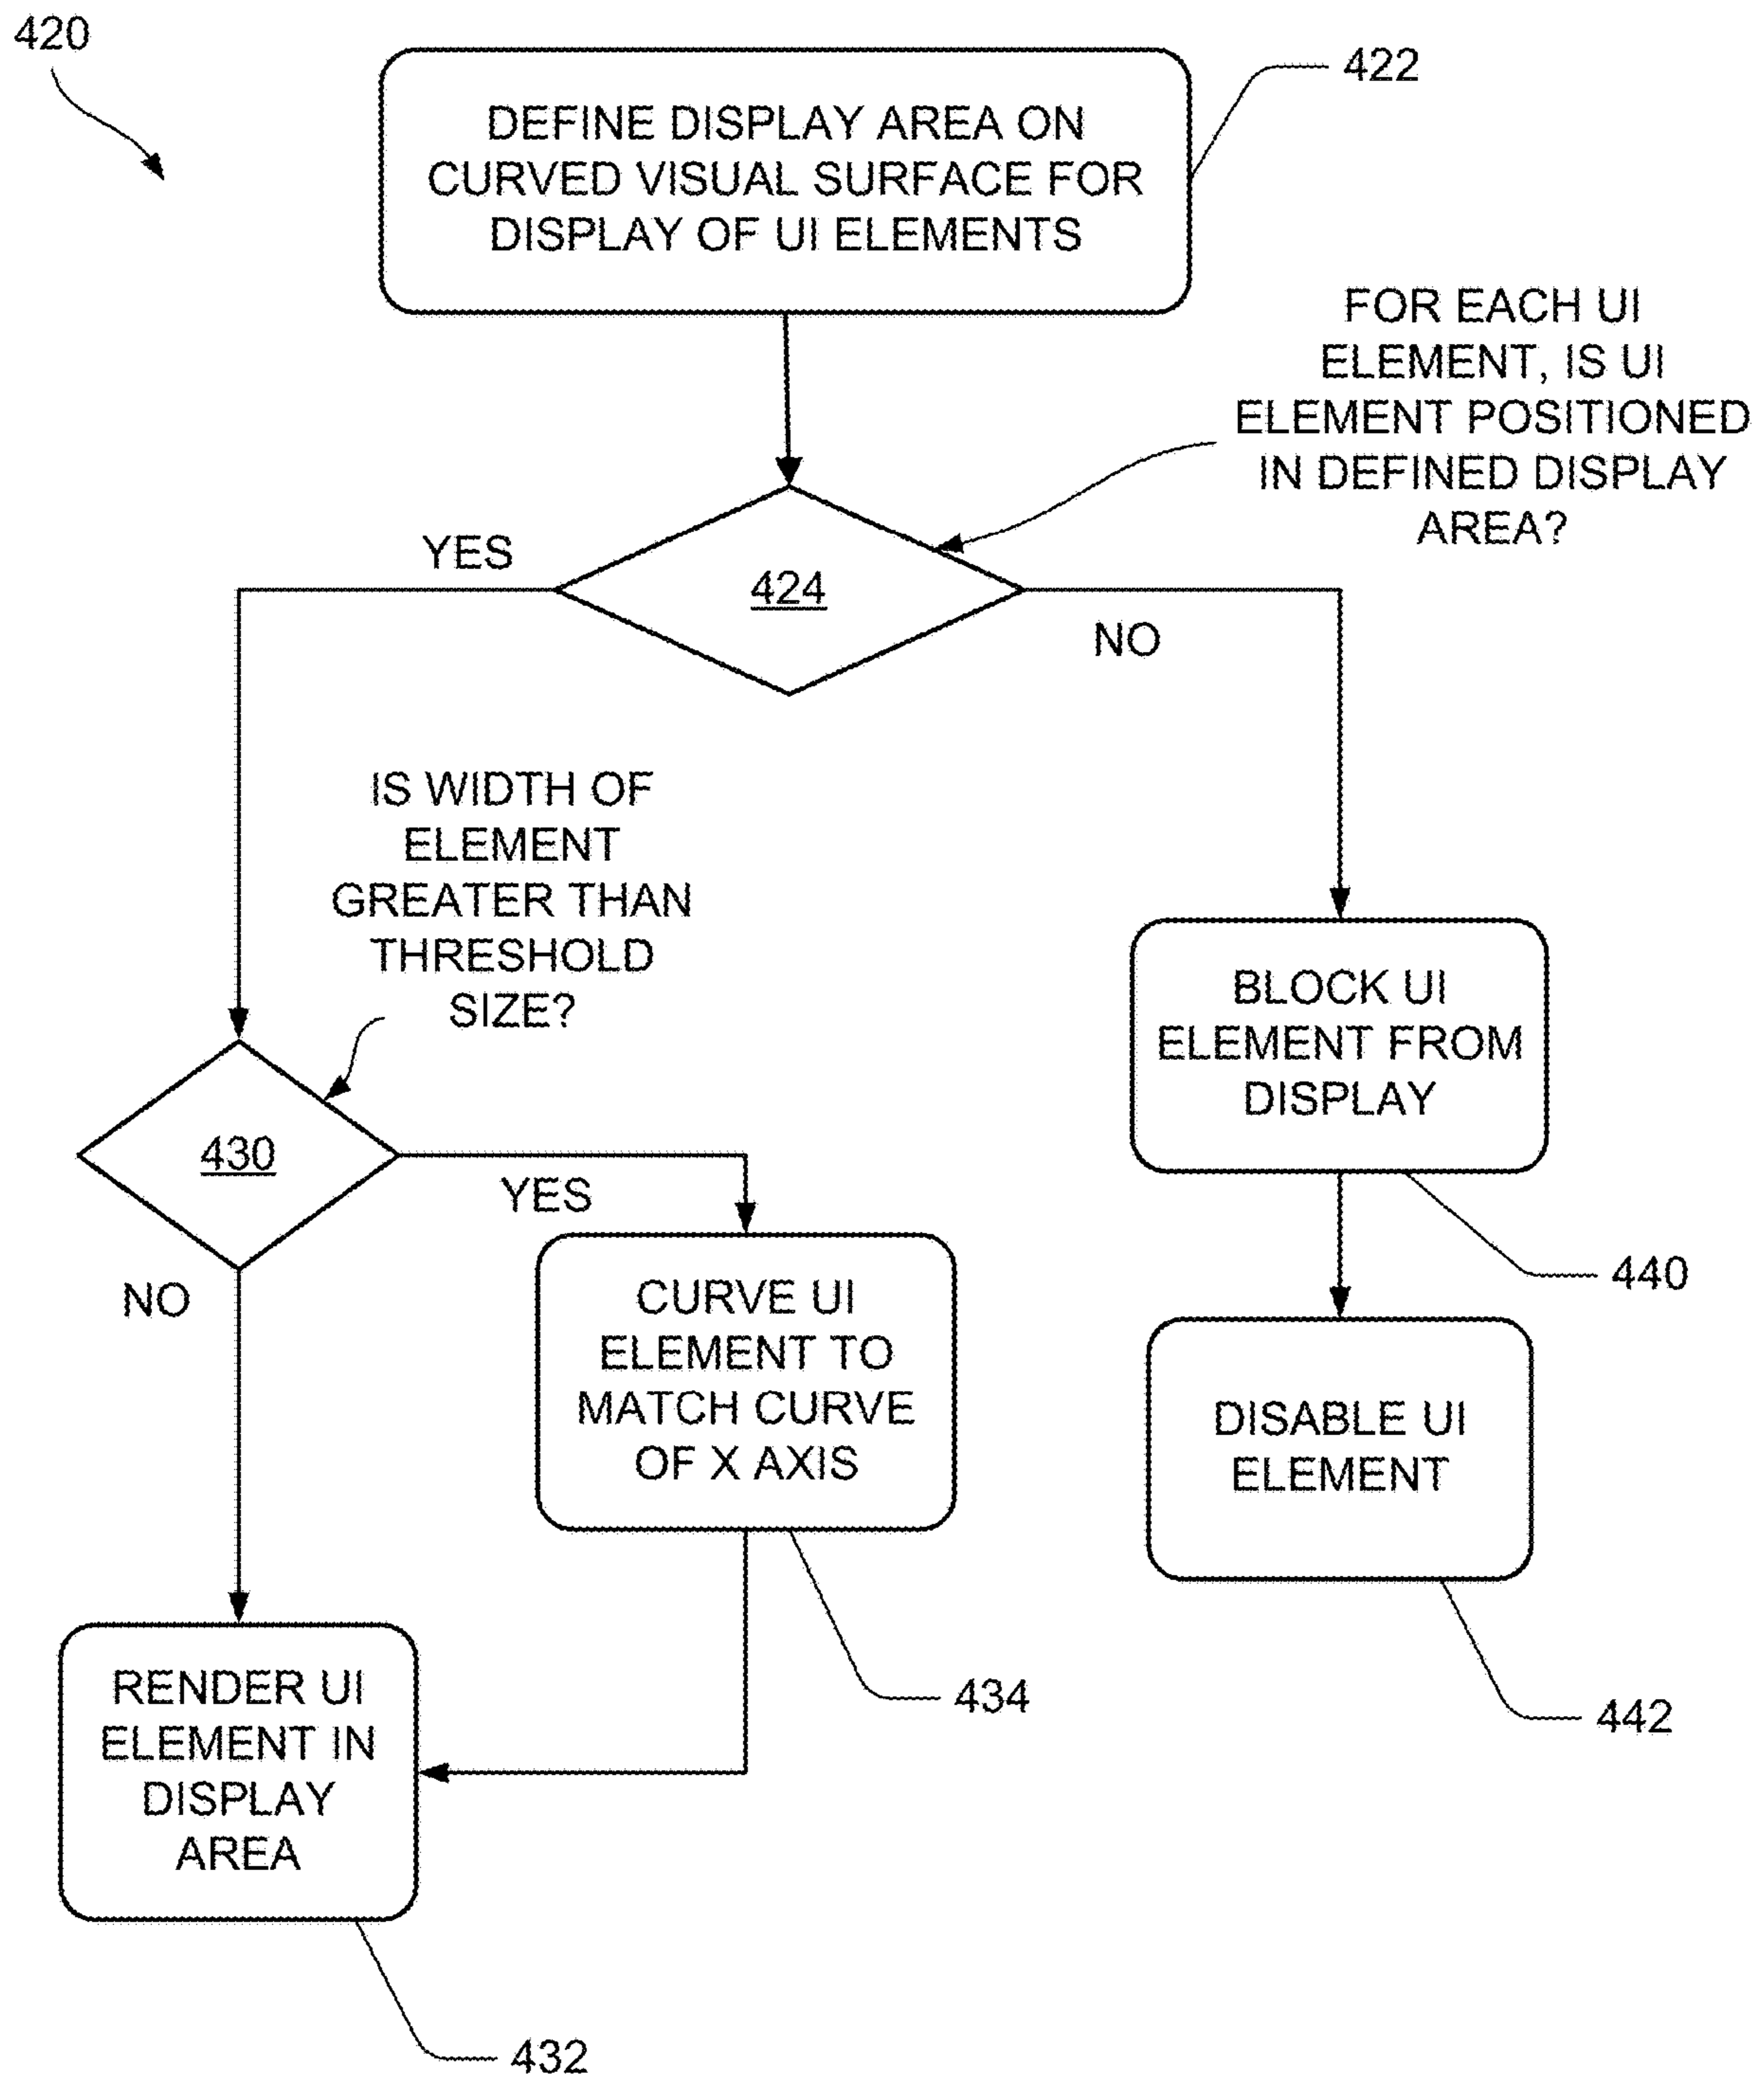 420
422
DEFINE DISPLAY AREA ON
CURVED VISUAL SURFACE FOR
DISPLAY OF UI ELEMENTS
FOR EACH UI
ELEMENT, IS UI
ELEMENT POSITIONED
IN DEFINED DISPLAY
AREA?
YES
424
NO
IS WIDTH OF
ELEMENT
GREATER THAN
THRESHOLD
SIZE?
BLOCK UI
ELEMENT FROM
DISPLAY
430
YES
440
NO
CURVE UI
ELEMENT TO
MATCH CURVE
OF X AXIS
DISABLE UI
ELEMENT
RENDER UI
ELEMENT IN
DISPLAY
AREA
434
442
432